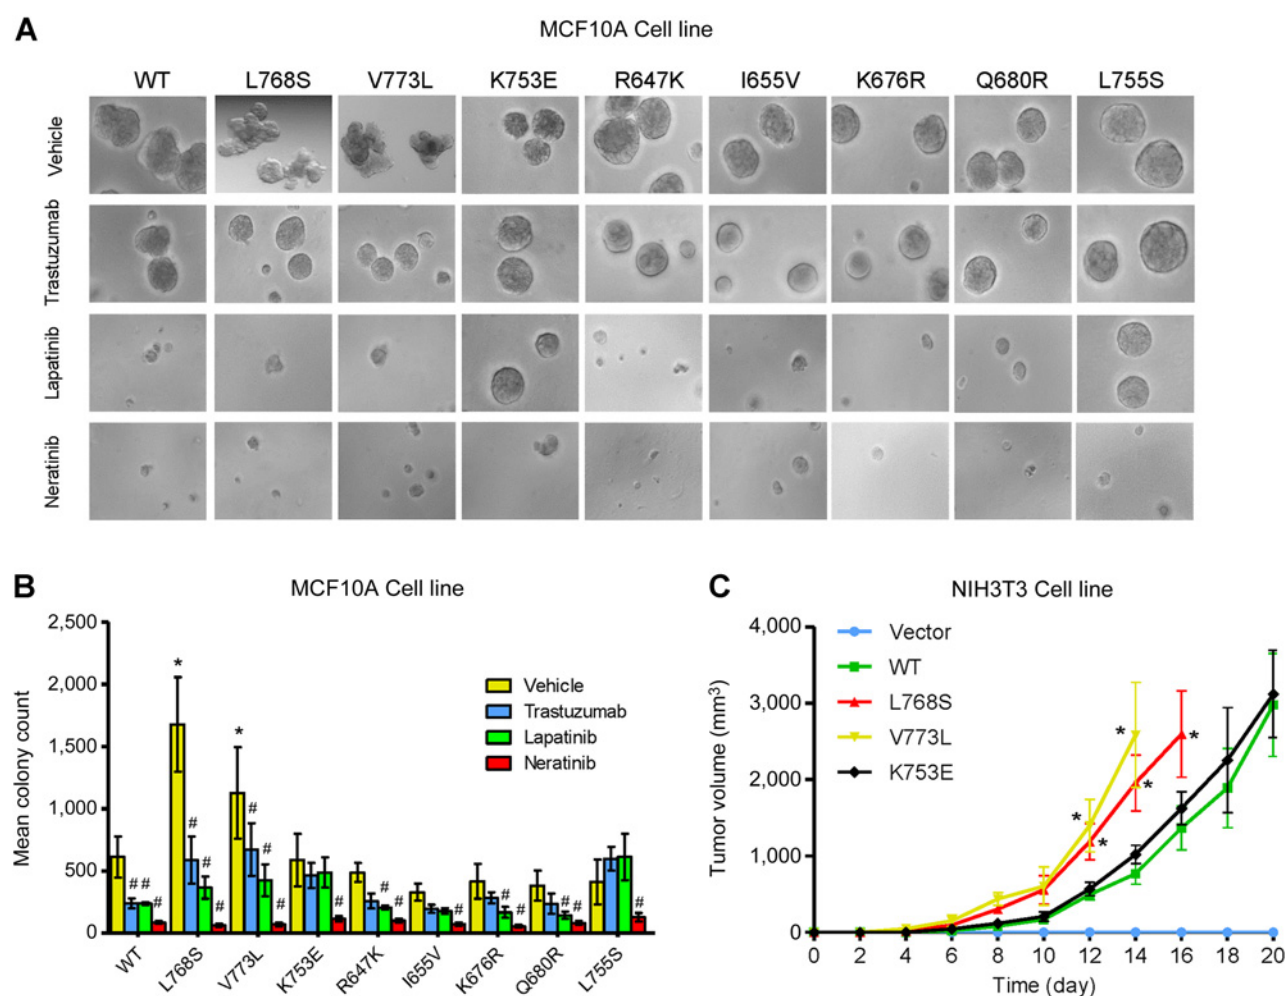 A
MCF10A Cell line
WT L768S V773L K753E R647K I655V K676R Q680R L755S
Vehicle
Trastuzumab
Lapatinib
Neratinib
B
MCF10A Cell line
Mean colony count
2,500
2,000
1,500
1,000
500
0
* *
# # # # # # # # # # # # # # # # #
Vehicle
Trastuzumab
Lapatinib
Neratinib
WT L768S V773L K753E R647K I655V K676R Q680R L755S
C
NIH3T3 Cell line
Tumor volume (mm³)
4,000
3,000
2,000
1,000
0
Vector
WT
L768S
V773L
K753E
* * * * *
0 2 4 6 8 10 12 14 16 18 20
Time (day)